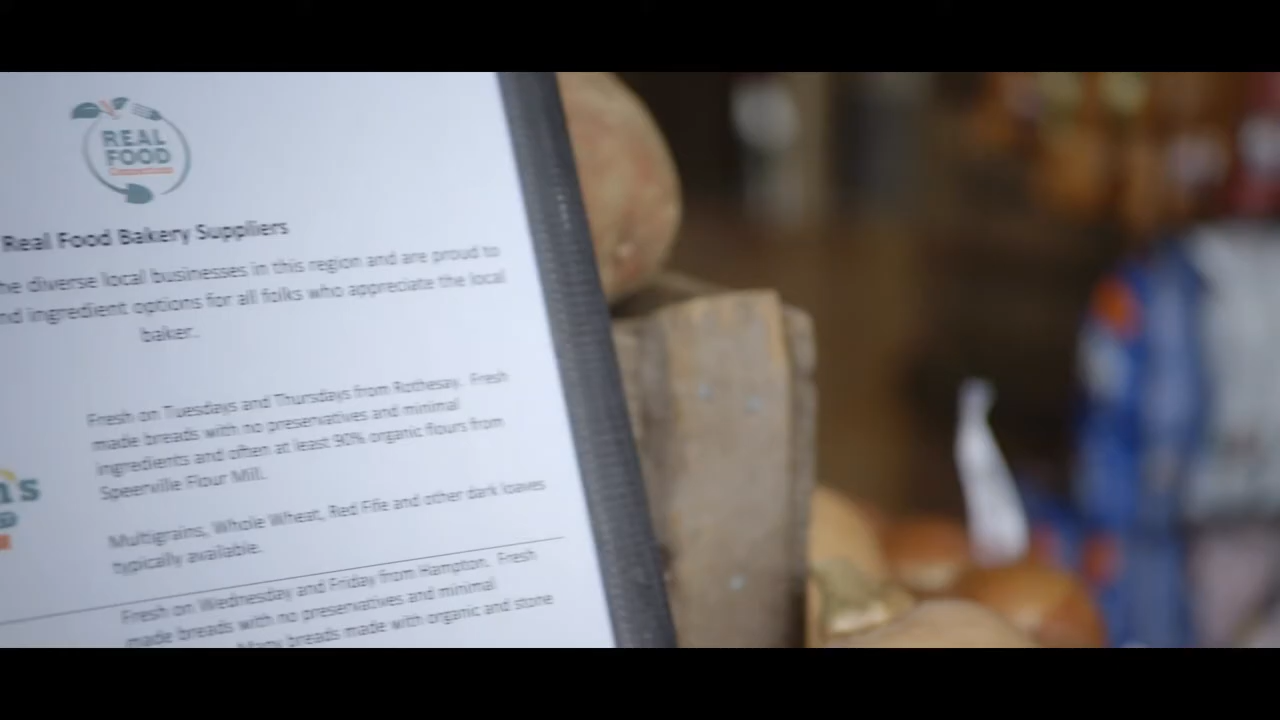 REAL
FOOD
Real Food Bakery Suppliers
he diverse local businesses in this region and are proud to
nd ingredient options for all folks who appreciate the local
baker.
Fresh on Tuesdays and Thursdays from Rothesay. Fresh
made breads with no preservatives and minimal
ingredients and often at least 90% organic flours from
Speerville Flour Mill.
Multigrains, Whole Wheat, Red Fife and other dark loaves
typically available.
Fresh on Wednesday and Friday from Hampton. Fresh
made breads with no preservatives and minimal
Many breads made with organic and stone